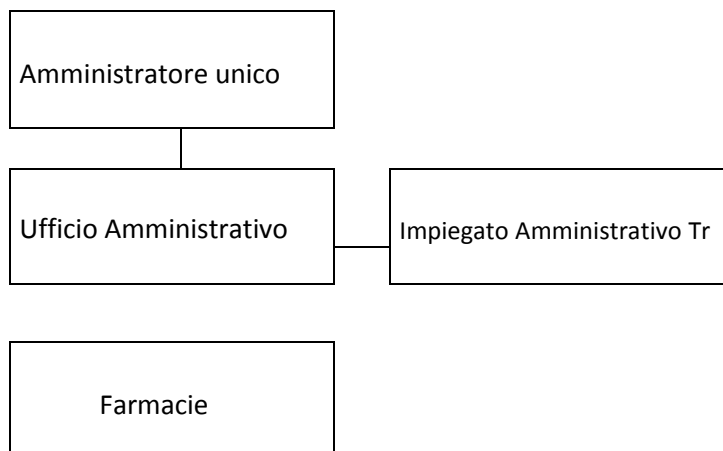 Amministratore unico
Ufficio Amministrativo
Impiegato Amministrativo Tr
Farmacie